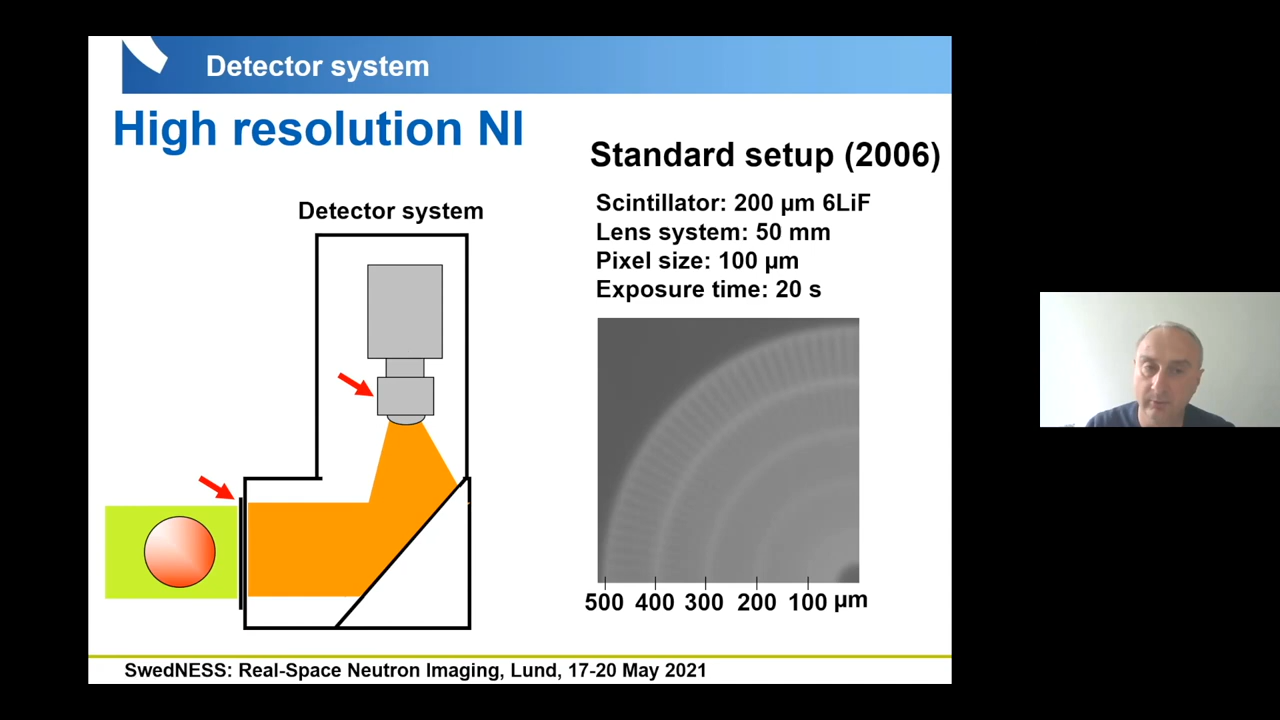 Detector system
High resolution NI
Standard setup (2006)
Scintillator: 200 µm 6LiF
Lens system: 50 mm
Pixel size: 100 µm
Exposure time: 20 s
Detector system
500 400 300 200 100 µm
SwedNESS: Real-Space Neutron Imaging, Lund, 17-20 May 2021